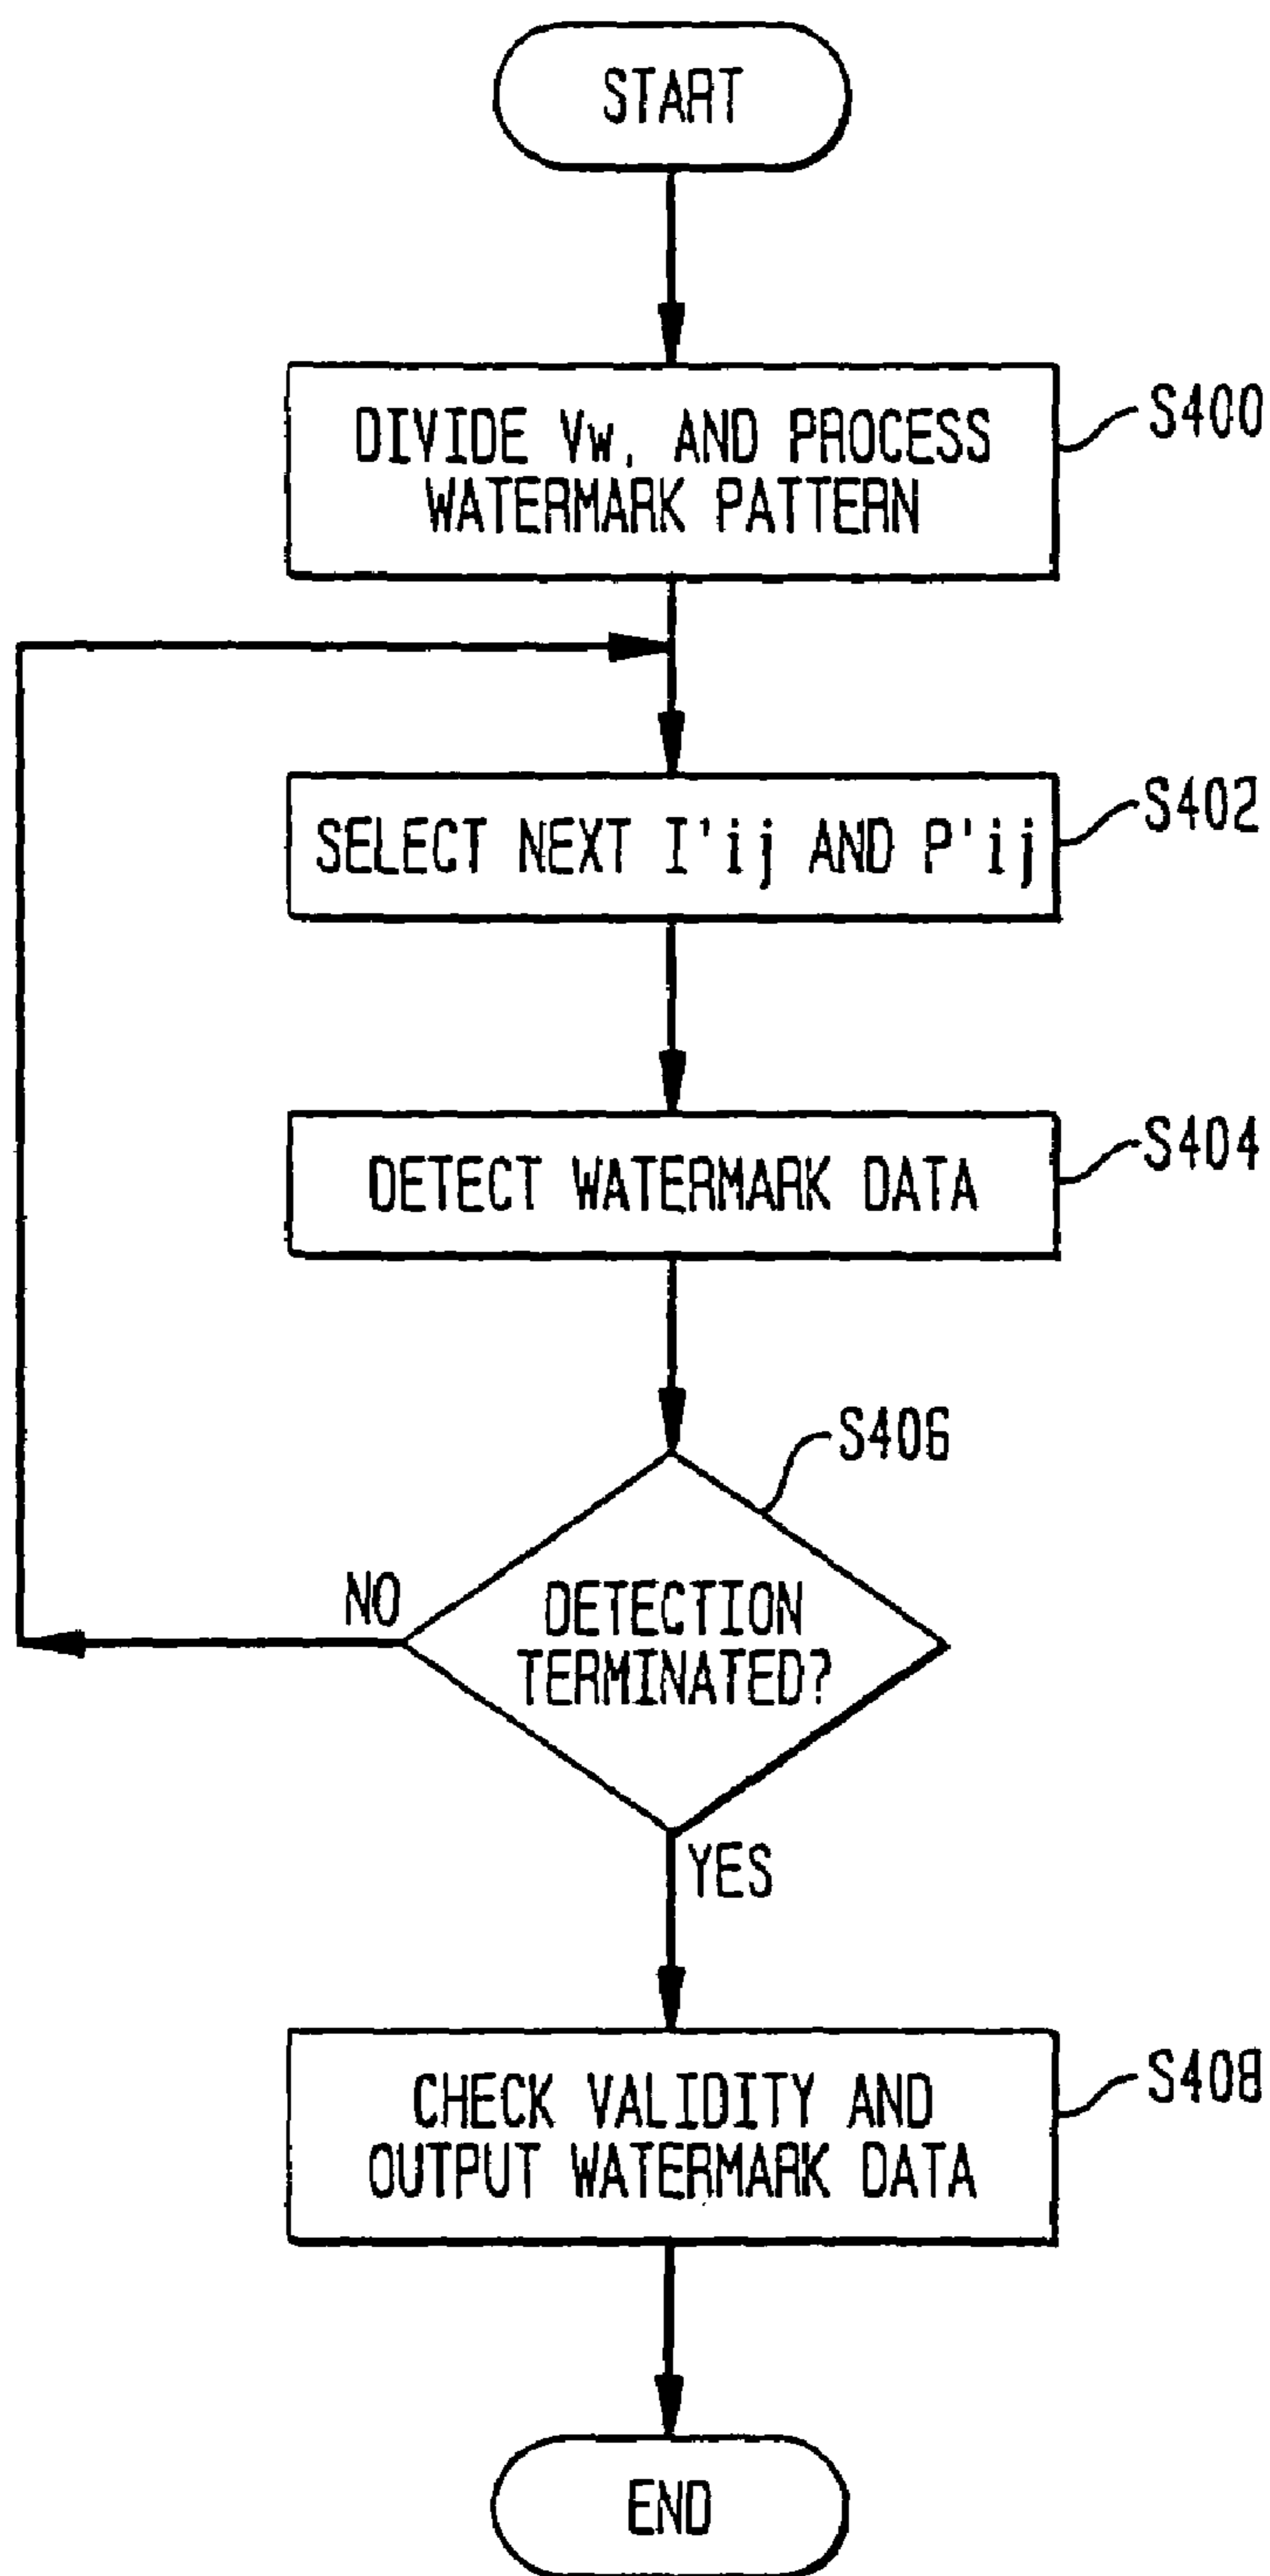 START
DIVIDE Vw, AND PROCESS
WATERMARK PATTERN
S400
SELECT NEXT I'ij AND P'ij
S402
DETECT WATERMARK DATA
S404
S406
DETECTION
TERMINATED?
NO
YES
CHECK VALIDITY AND
OUTPUT WATERMARK DATA
S408
END